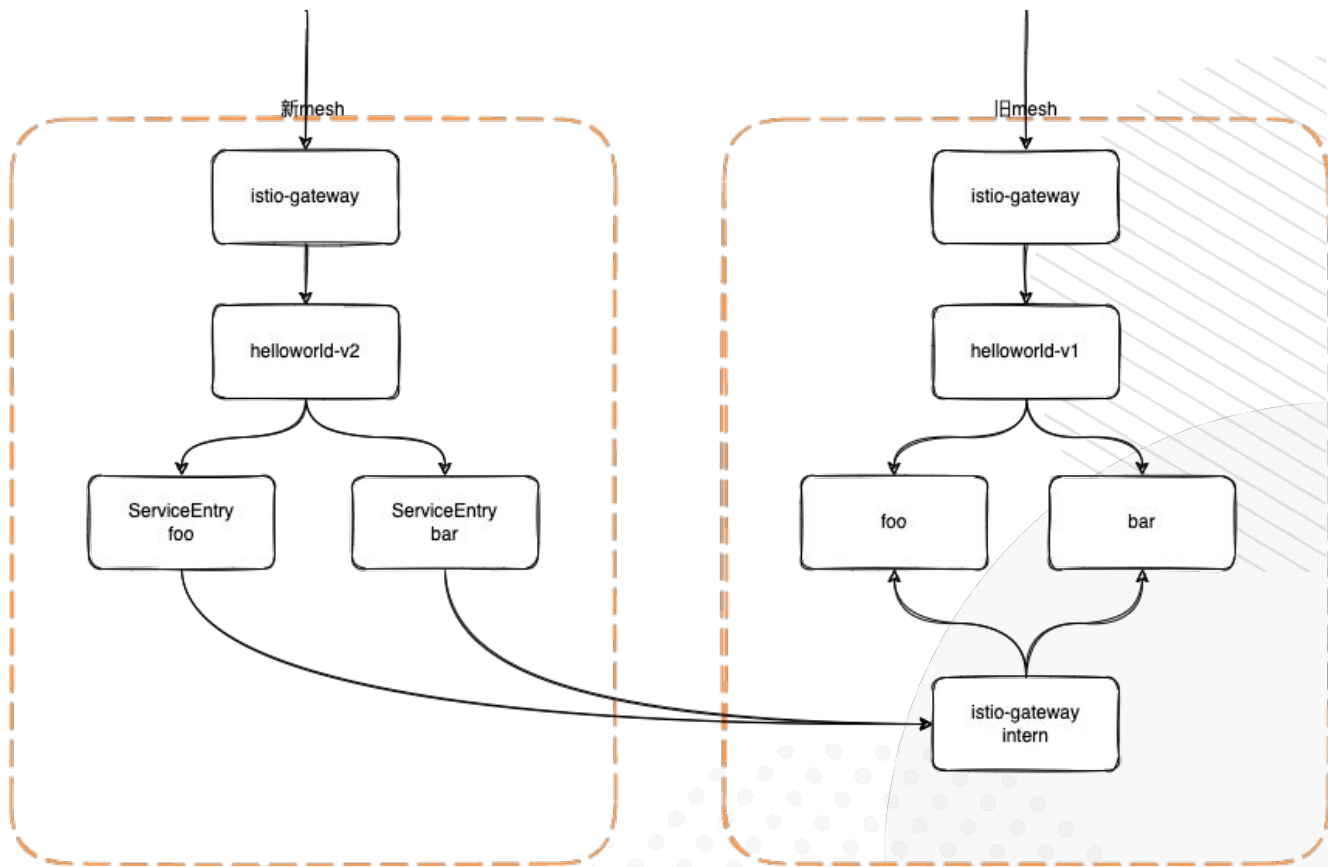 新mesh
istio-gateway
helloworld-v2
ServiceEntry
foo
ServiceEntry
bar
旧mesh
istio-gateway
helloworld-v1
foo
bar
istio-gateway
intern